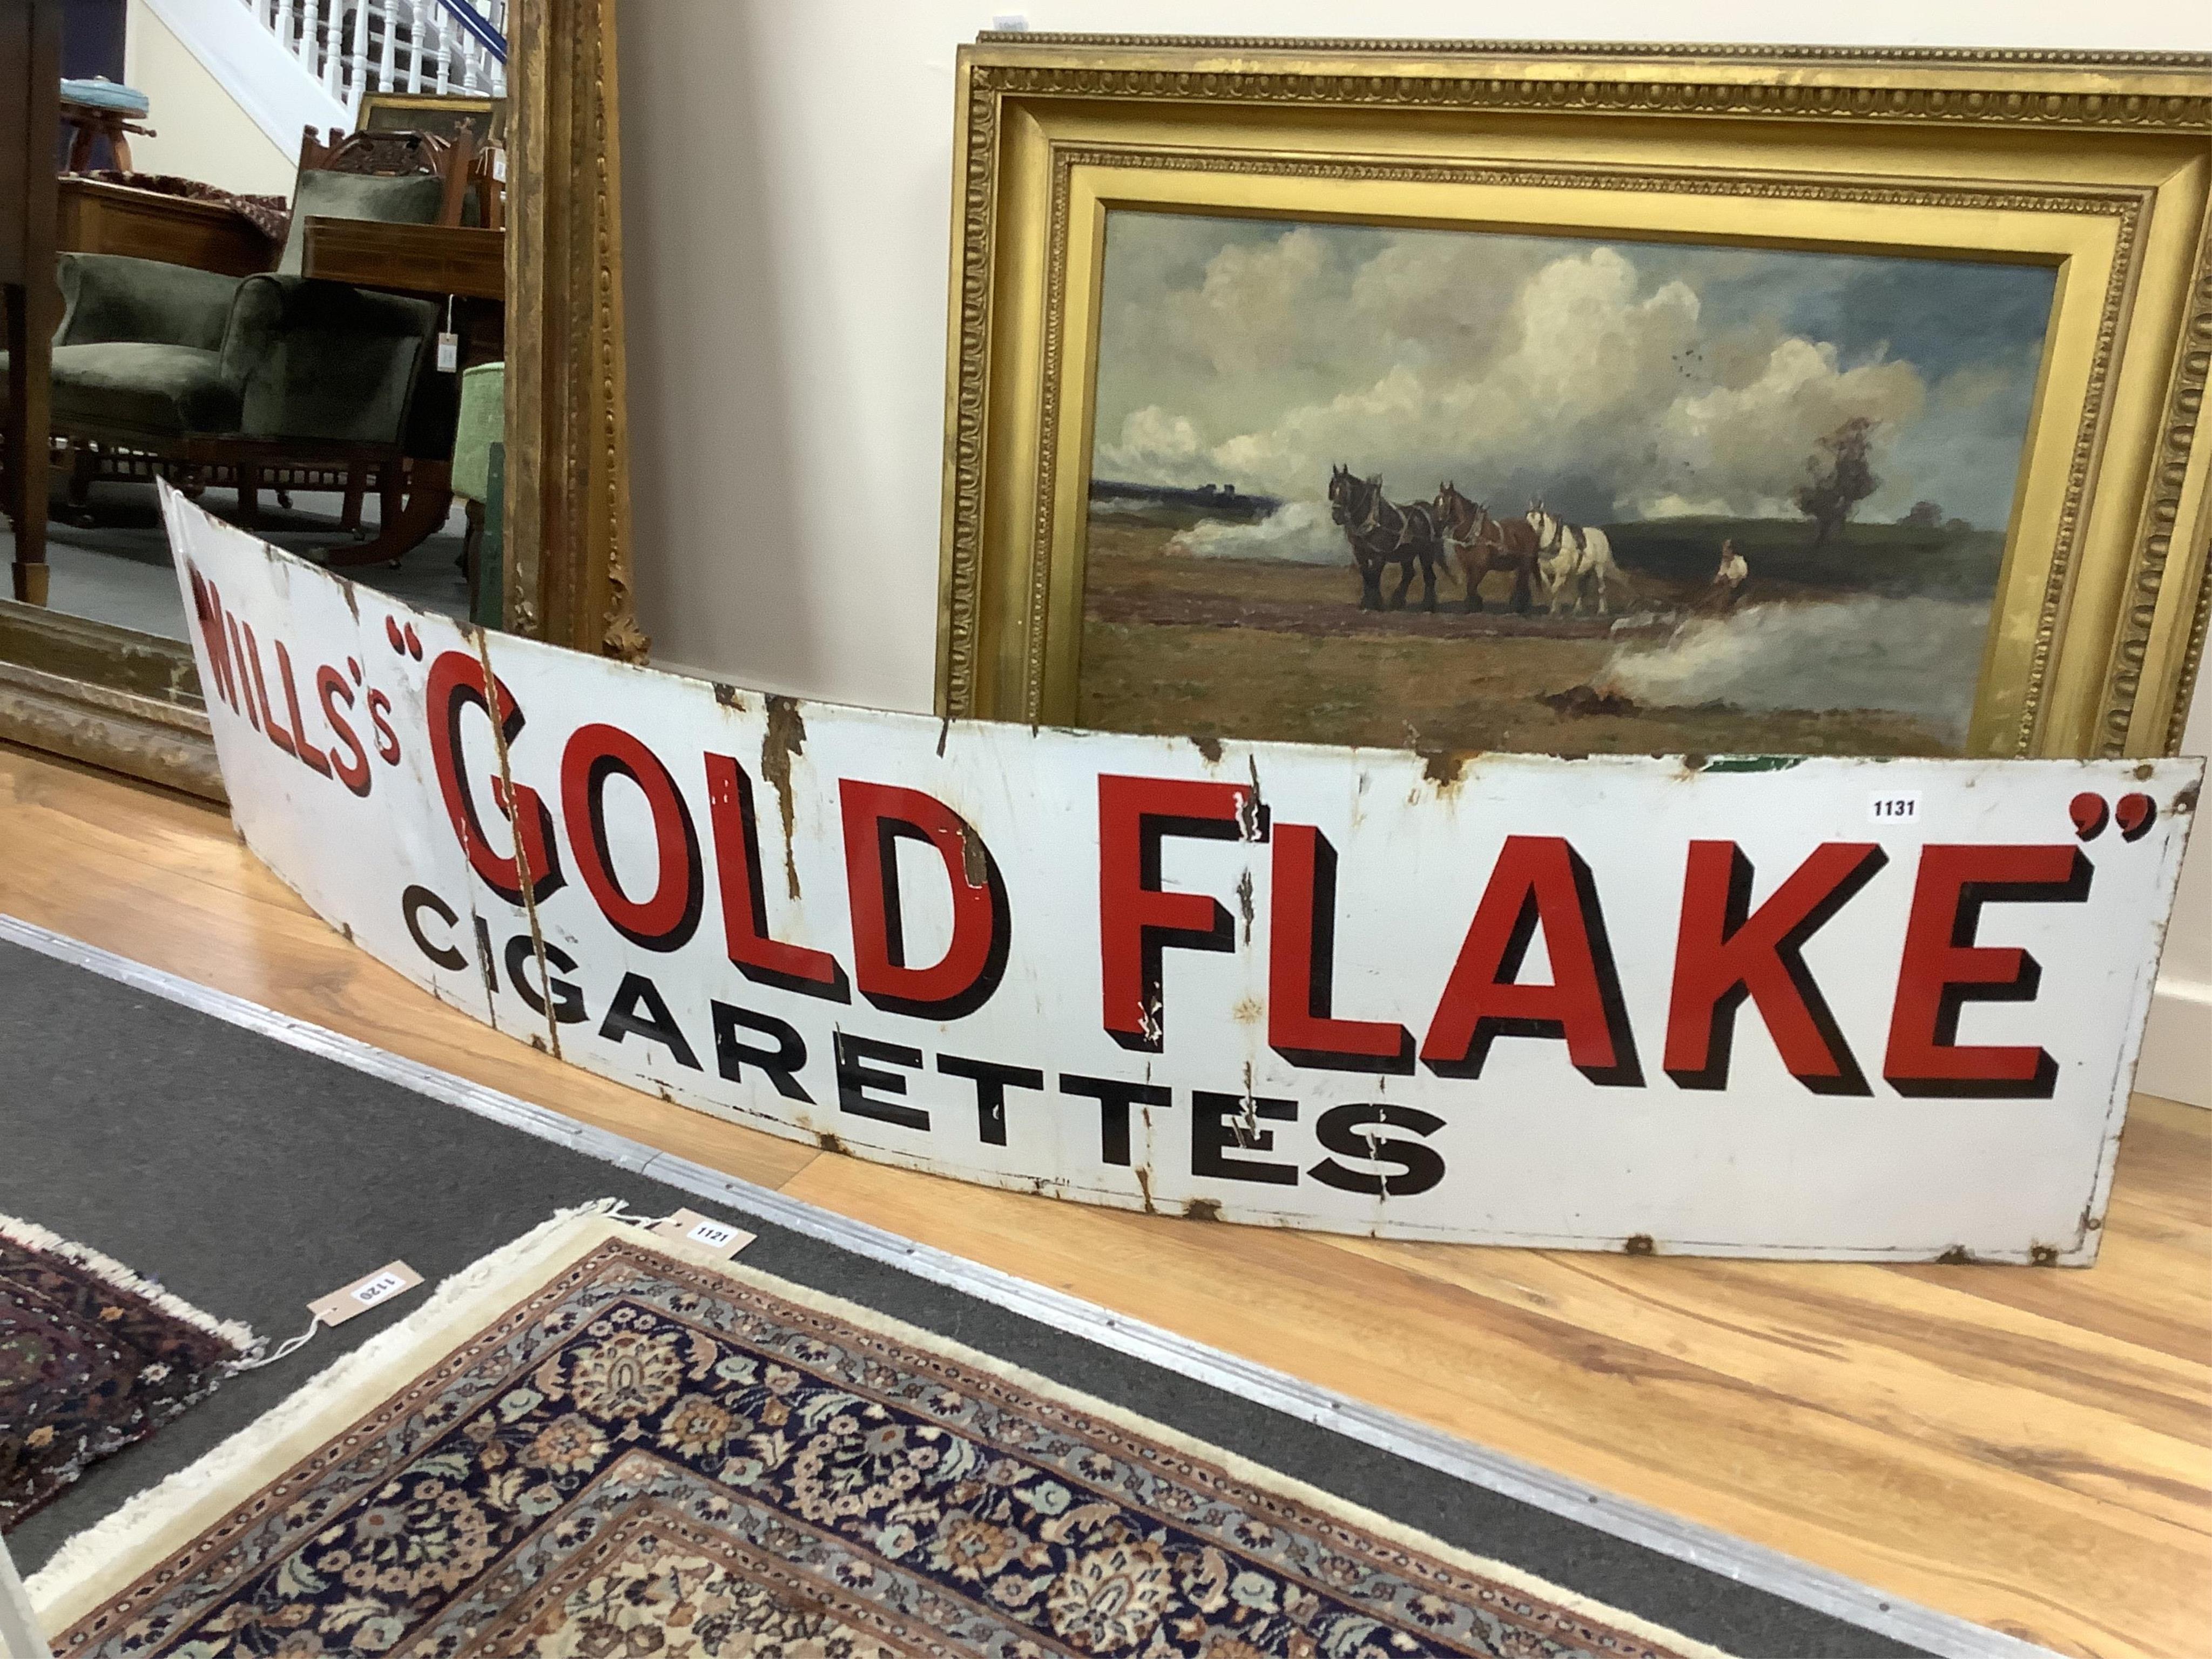 WILLS'S "GOLD FLAKE"
CIGARETTES
1131
1121
1120